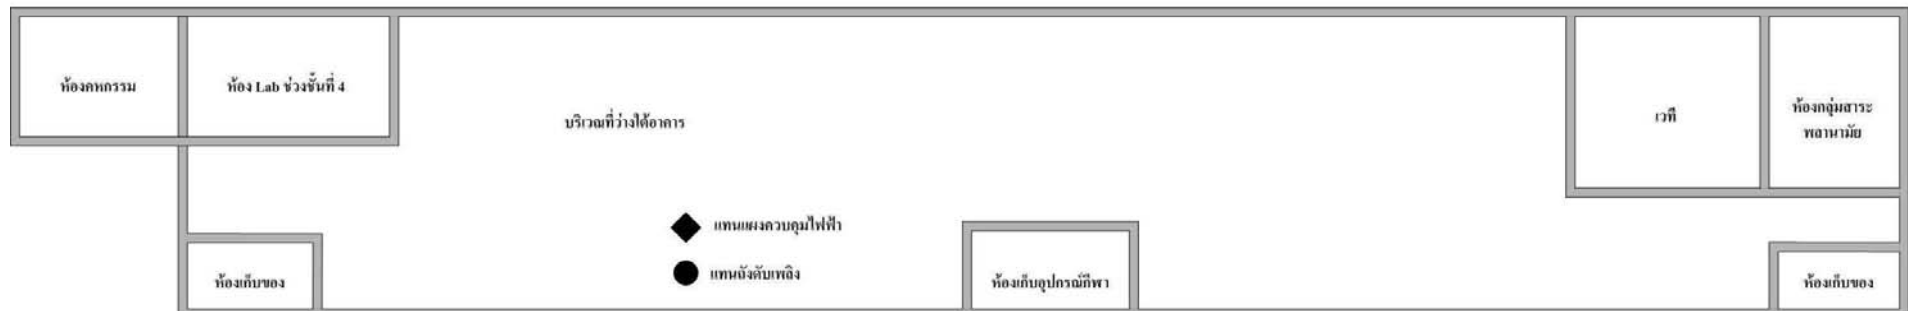 ห้องคหกรรม
ห้อง Lab ช่วงชั้นที่ 4
บริเวณที่ว่างใต้อาคาร
เวที
ห้องกลุ่มสาระ
พลานามัย
แทนแผงควบคุมไฟฟ้า
แทนถังดับเพลิง
ห้องเก็บของ
ห้องเก็บอุปกรณ์กีฬา
ห้องเก็บของ